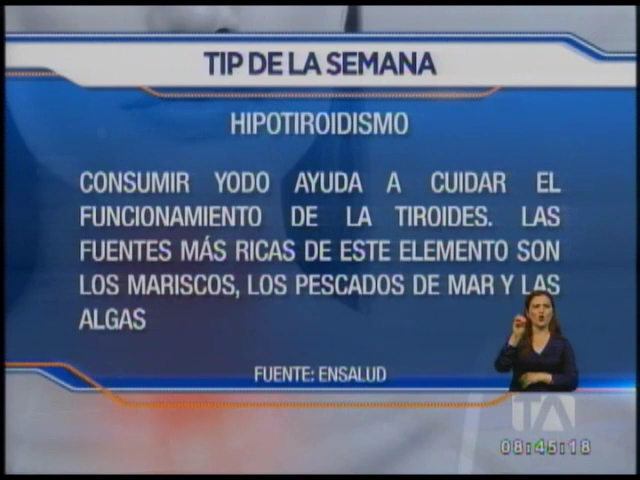 TIP DE LA SEMANA
HIPOTIROIDISMO
CONSUMIR YODO AYUDA A CUIDAR EL
FUNCIONAMIENTO DE LA TIROIDES. LAS
FUENTES MÁS RICAS DE ESTE ELEMENTO SON
LOS MARISCOS, LOS PESCADOS DE MAR Y LAS
ALGAS
FUENTE: ENSALUD
TA
08:45:18